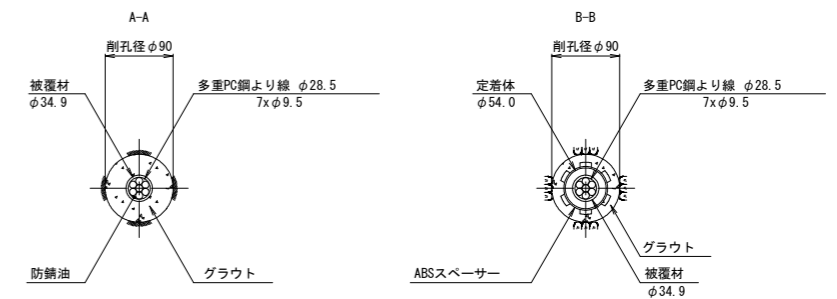 A-A
削孔径φ90
被覆材
φ34.9
多重PC鋼より線 φ28.5
7xφ9.5
防錆油
グラウト
B-B
削孔径φ90
定着体
φ54.0
多重PC鋼より線 φ28.5
7xφ9.5
グラウト
ABSスペーサー
被覆材
φ34.9